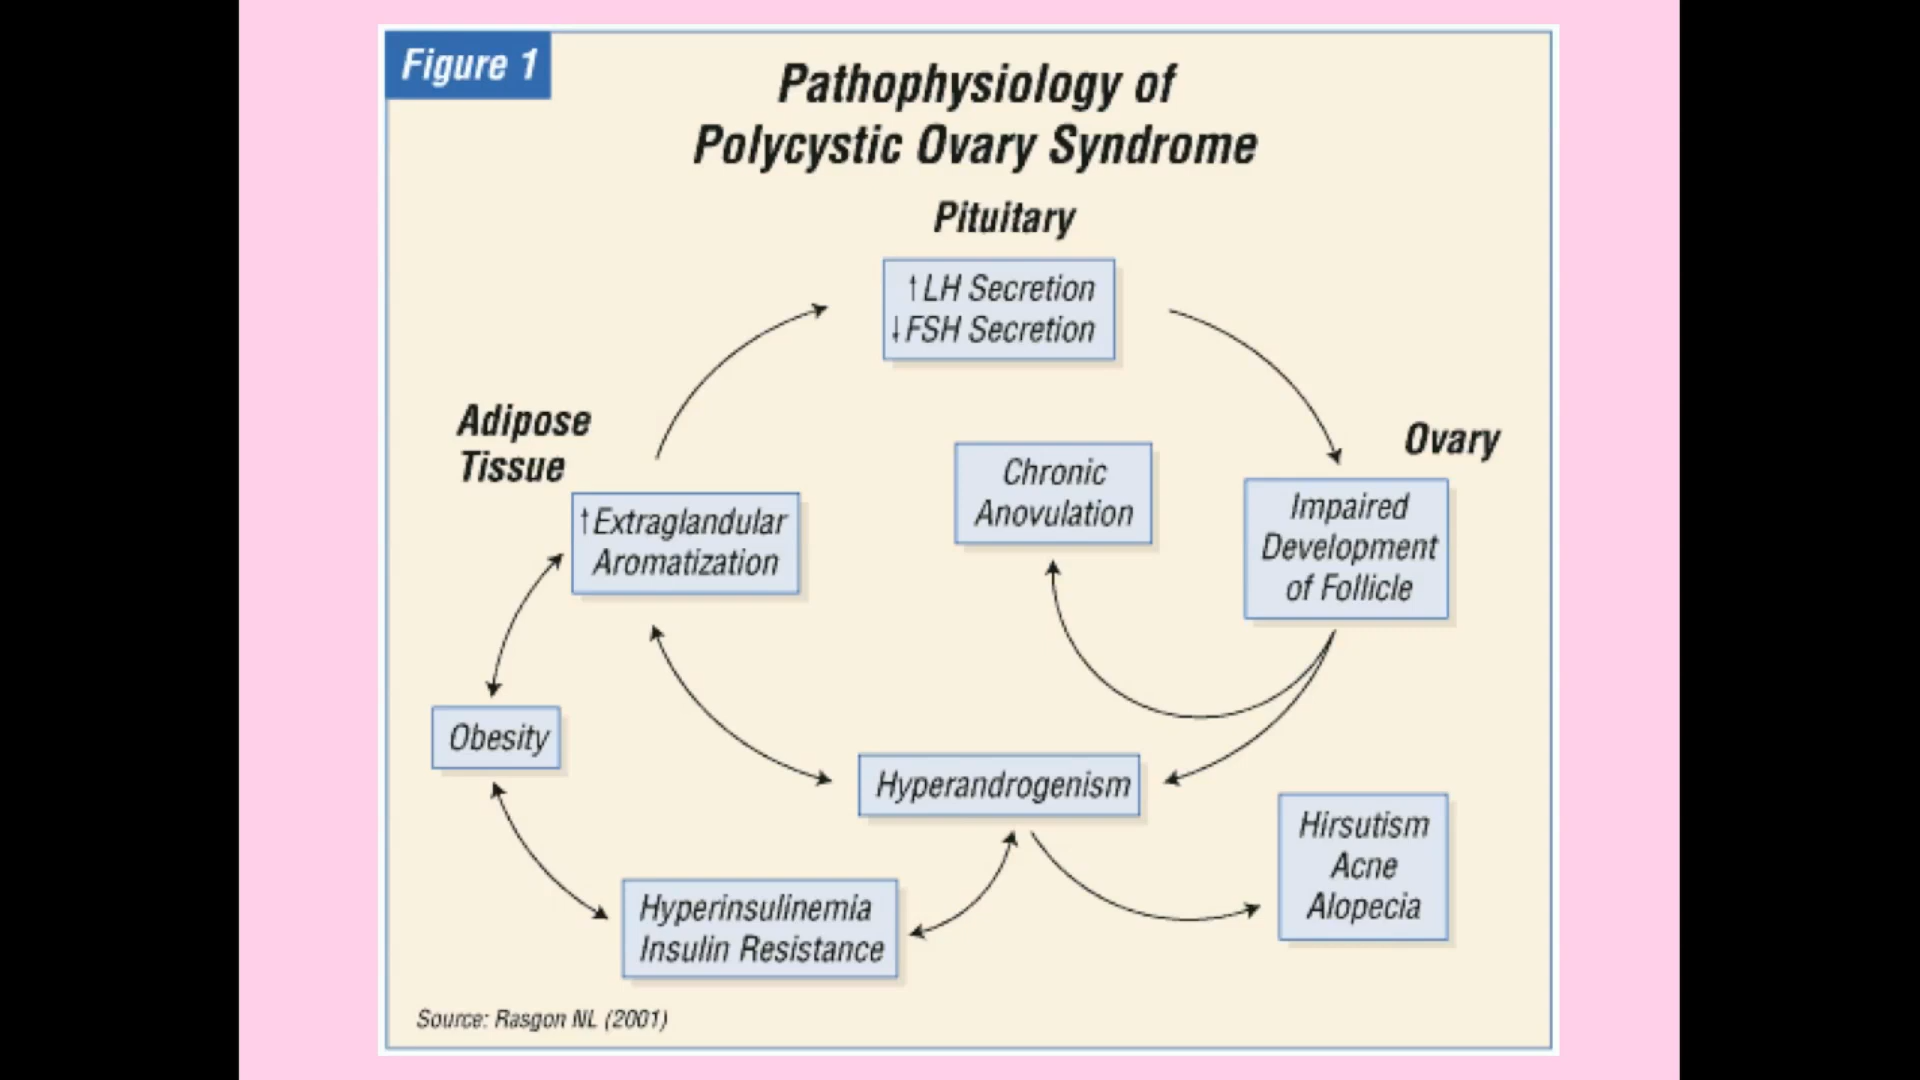 Figure 1
Pathophysiology of
Polycystic Ovary Syndrome
Pituitary
↑LH Secretion
↓FSH Secretion
Adipose
Tissue
Ovary
↑Extraglandular
Aromatization
Chronic
Anovulation
Impaired
Development
of Follicle
Obesity
Hyperandrogenism
Hirsutism
Acne
Alopecia
Hyperinsulinemia
Insulin Resistance
Source: Rasgon NL (2001)